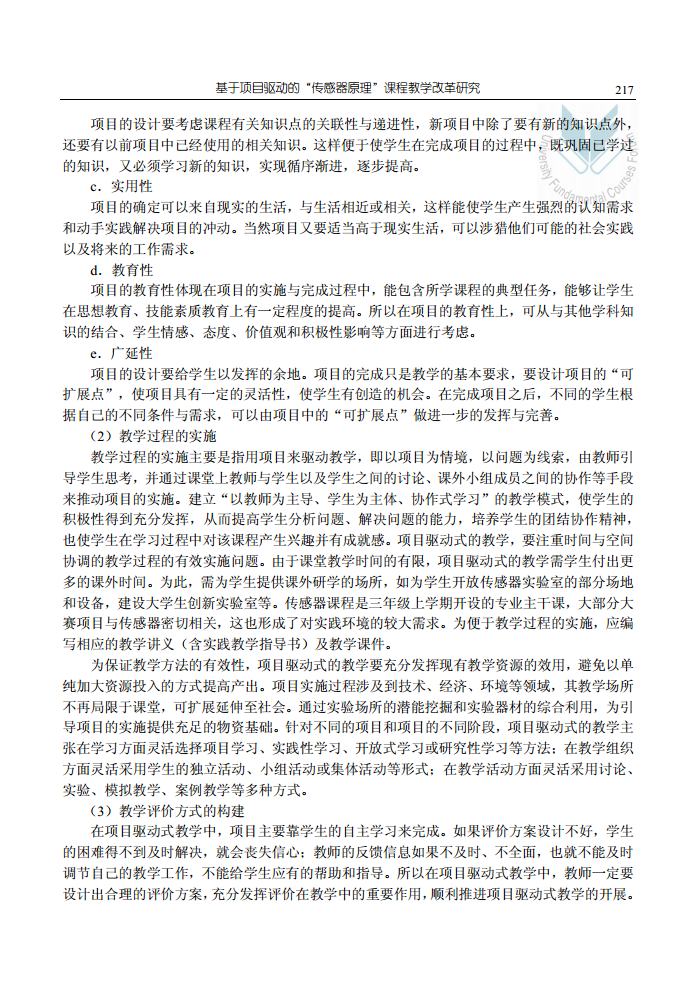 基于项目驱动的“传感器原理”课程教学改革研究 217
项目的设计要考虑课程有关知识点的关联性与递进性，新项目中除了要有新的知识点外，
还要有以前项目中已经使用的相关知识。这样便于使学生在完成项目的过程中，既巩固已学过
的知识，又必须学习新的知识，实现循序渐进，逐步提高。
c．实用性
项目的确定可以来自现实的生活，与生活相近或相关，这样能使学生产生强烈的认知需求
和动手实践解决项目的冲动。当然项目又要适当高于现实生活，可以涉猎他们可能的社会实践
以及将来的工作需求。
d．教育性
项目的教育性体现在项目的实施与完成过程中，能包含所学课程的典型任务，能够让学生
在思想教育、技能素质教育上有一定程度的提高。所以在项目的教育性上，可从与其他学科知
识的结合、学生情感、态度、价值观和积极性影响等方面进行考虑。
e．广延性
项目的设计要给学生以发挥的余地。项目的完成只是教学的基本要求，要设计项目的“可
扩展点”，使项目具有一定的灵活性，使学生有创造的机会。在完成项目之后，不同的学生根
据自己的不同条件与需求，可以由项目中的“可扩展点”做进一步的发挥与完善。
（2）教学过程的实施
教学过程的实施主要是指用项目来驱动教学，即以项目为情境，以问题为线索，由教师引
导学生思考，并通过课堂上教师与学生以及学生之间的讨论、课外小组成员之间的协作等手段
来推动项目的实施。建立“以教师为主导、学生为主体、协作式学习”的教学模式，使学生的
积极性得到充分发挥，从而提高学生分析问题、解决问题的能力，培养学生的团结协作精神，
也使学生在学习过程中对该课程产生兴趣并有成就感。项目驱动式的教学，要注重时间与空间
协调的教学过程的有效实施问题。由于课堂教学时间的有限，项目驱动式的教学需学生付出更
多的课外时间。为此，需为学生提供课外研学的场所，如为学生开放传感器实验室的部分场地
和设备，建设大学生创新实验室等。传感器课程是三年级上学期开设的专业主干课，大部分大
赛项目与传感器密切相关，这也形成了对实践环境的较大需求。为便于教学过程的实施，应编
写相应的教学讲义（含实践教学指导书）及教学课件。
为保证教学方法的有效性，项目驱动式的教学要充分发挥现有教学资源的效用，避免以单
纯加大资源投入的方式提高产出。项目实施过程涉及到技术、经济、环境等领域，其教学场所
不再局限于课堂，可扩展延伸至社会。通过实验场所的潜能挖掘和实验器材的综合利用，为引
导项目的实施提供充足的物资基础。针对不同的项目和项目的不同阶段，项目驱动式的教学主
张在学习方面灵活选择项目学习、实践性学习、开放式学习或研究性学习等方法；在教学组织
方面灵活采用学生的独立活动、小组活动或集体活动等形式；在教学活动方面灵活采用讨论、
实验、模拟教学、案例教学等多种方式。
（3）教学评价方式的构建
在项目驱动式教学中，项目主要靠学生的自主学习来完成。如果评价方案设计不好，学生
的困难得不到及时解决，就会丧失信心；教师的反馈信息如果不及时、不全面，也就不能及时
调节自己的教学工作，不能给学生应有的帮助和指导。所以在项目驱动式教学中，教师一定要
设计出合理的评价方案，充分发挥评价在教学中的重要作用，顺利推进项目驱动式教学的开展。
University Fundamental Courses